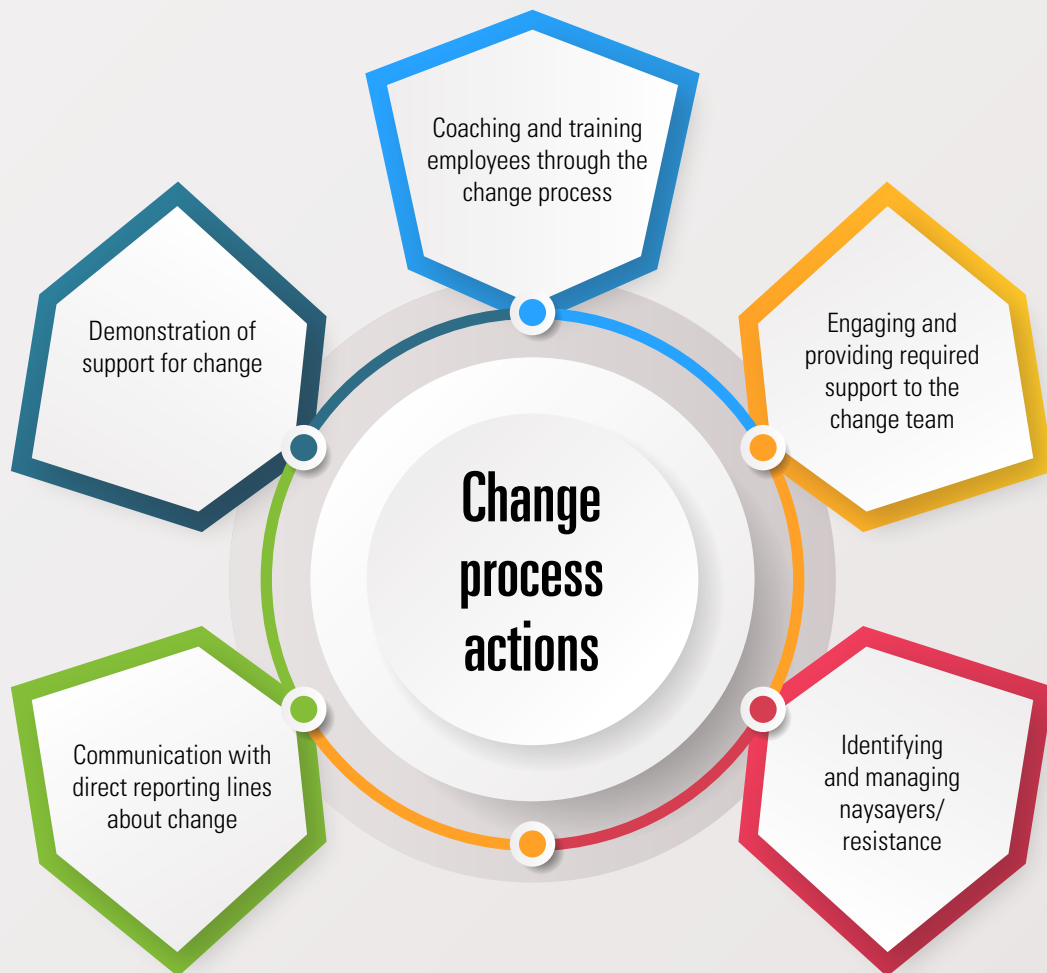 Coaching and training
employees through the
change process
Engaging and
providing required
support to the
change team
Identifying
and managing
naysayers/
resistance
Communication with
direct reporting lines
about change
Demonstration of
support for change
Change
process
actions